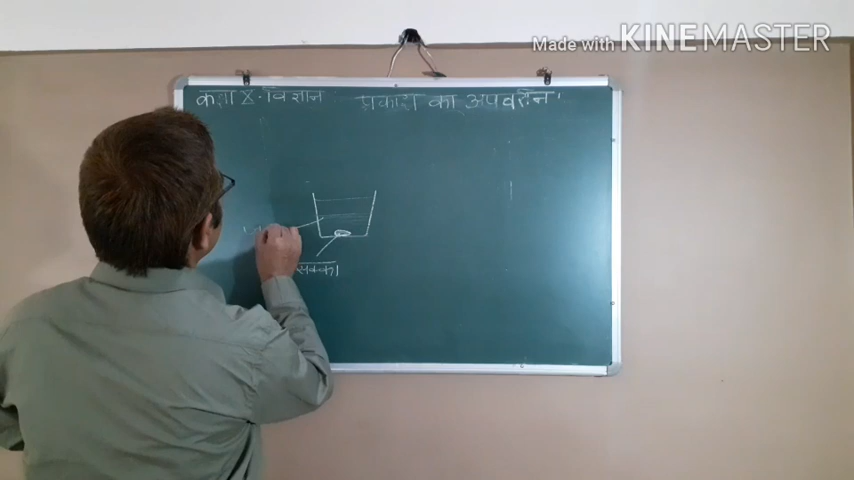 Made with KINEMASTER
कक्षा X. विज्ञान प्रकाश का अपवर्तन'
सिक्का